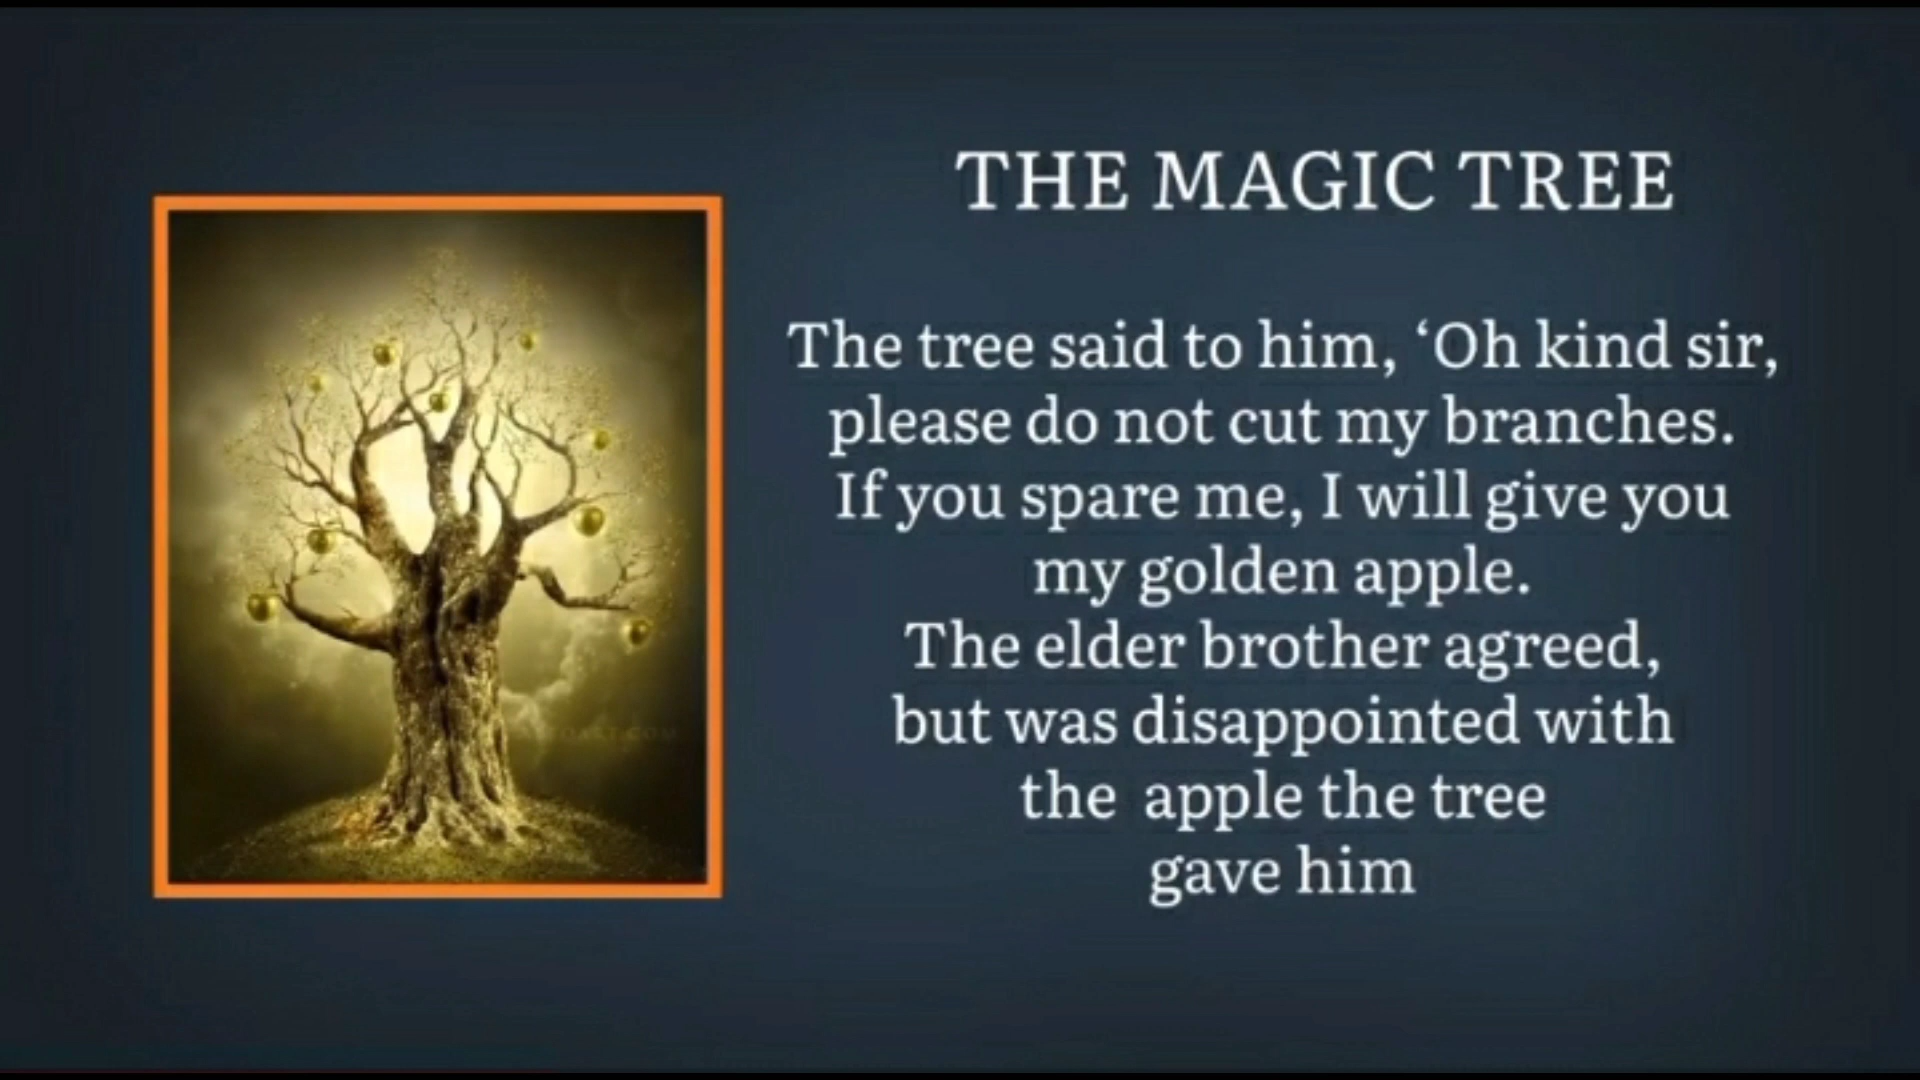 THE MAGIC TREE
The tree said to him, ‘Oh kind sir,
please do not cut my branches.
If you spare me, I will give you
my golden apple.
The elder brother agreed,
but was disappointed with
the apple the tree
gave him